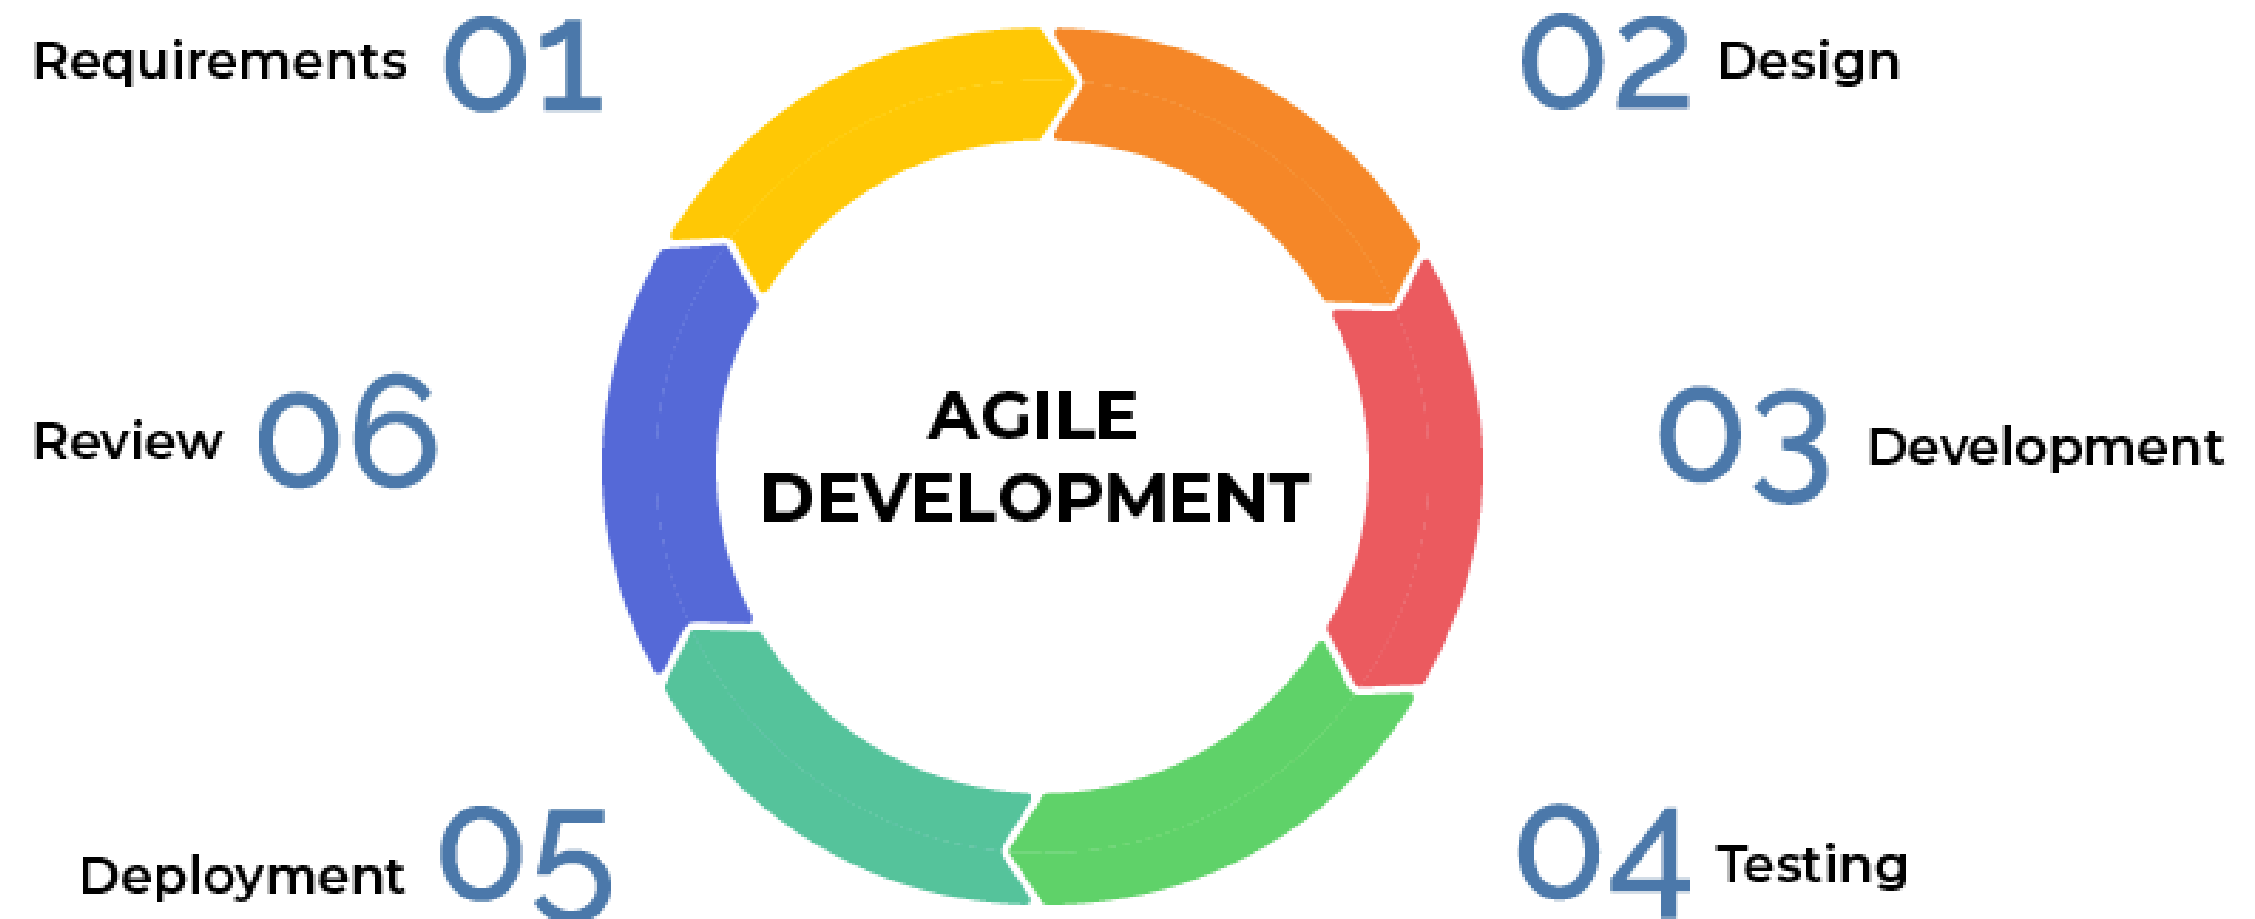 Requirements 01
02 Design
03 Development
04 Testing
Deployment 05
Review 06
AGILE
DEVELOPMENT